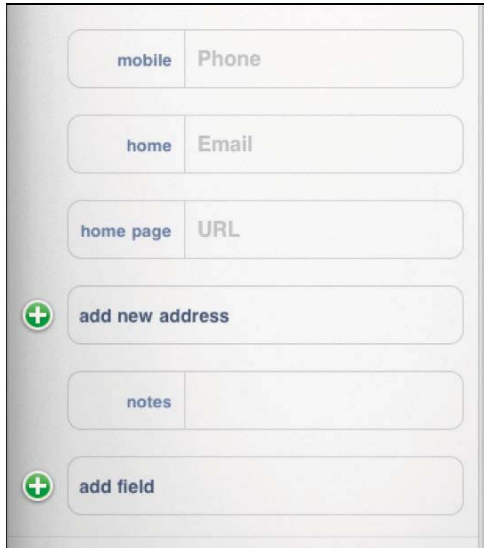 mobile Phone
home Email
home page URL
add new address
notes
add field